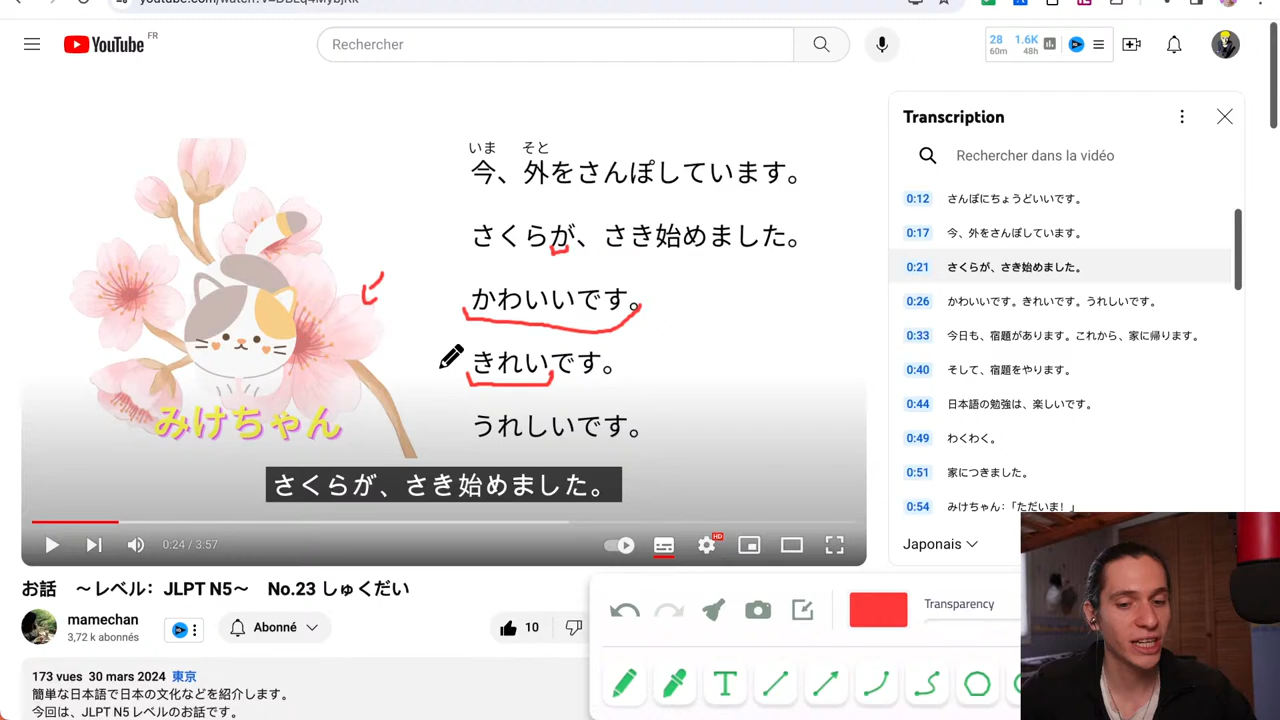 YouTube FR
Rechercher
28 1.6K
60m 48h
いま そと
今、外をさんぽしています。
さくらが、さき始めました。
かわいいです。
きれいです。
うれしいです。
みけちゃん
さくらが、さき始めました。
0:24 / 3:57
HD
お話 ～レベル: JLPT N5～ No.23 しゅくだい
mamechan
3,72 k abonnés
Abonné
10
173 vues 30 mars 2024 東京
簡単な日本語で日本の文化などを紹介します。
今回は、JLPT N5レベルのお話です。
Transcription
Rechercher dans la vidéo
0:12 さんぽにちょうどいいです。
0:17 今、外をさんぽしています。
0:21 さくらが、さき始めました。
0:26 かわいいです。きれいです。うれしいです。
0:33 今日も、宿題があります。これから、家に帰ります。
0:40 そして、宿題をやります。
0:44 日本語の勉強は、楽しいです。
0:49 わくわく。
0:51 家につきました。
0:54 みけちゃん：「ただいま！」
Japonais
Transparency
T